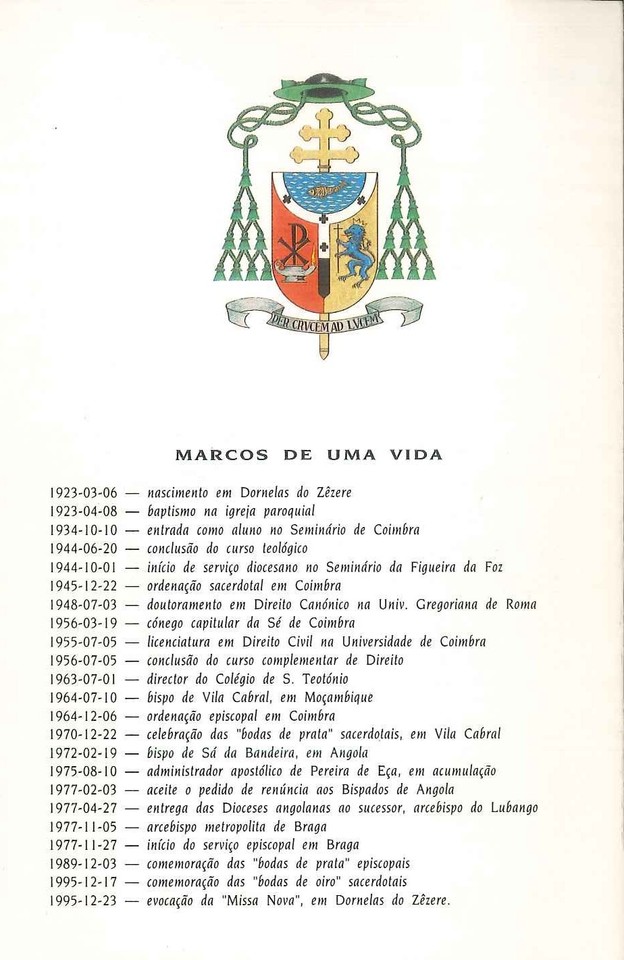 PER CRVCEM AD LVCEM
MARCOS DE UMA VIDA
1923-03-06 — nascimento em Dornelas do Zêzere
1923-04-08 — baptismo na igreja paroquial
1934-10-10 — entrada como aluno no Seminário de Coimbra
1944-06-20 — conclusão do curso teológico
1944-10-01 — início de serviço diocesano no Seminário da Figueira da Foz
1945-12-22 — ordenação sacerdotal em Coimbra
1948-07-03 — doutoramento em Direito Canónico na Univ. Gregoriana de Roma
1956-03-19 — cónego capitular da Sé de Coimbra
1955-07-05 — licenciatura em Direito Civil na Universidade de Coimbra
1956-07-05 — conclusão do curso complementar de Direito
1963-07-01 — director do Colégio de S. Teotónio
1964-07-10 — bispo de Vila Cabral, em Moçambique
1964-12-06 — ordenação episcopal em Coimbra
1970-12-22 — celebração das "bodas de prata" sacerdotais, em Vila Cabral
1972-02-19 — bispo de Sá da Bandeira, em Angola
1975-08-10 — administrador apostólico de Pereira de Eça, em acumulação
1977-02-03 — aceite o pedido de renúncia aos Bispados de Angola
1977-04-27 — entrega das Dioceses angolanas ao sucessor, arcebispo do Lubango
1977-11-05 — arcebispo metropolita de Braga
1977-11-27 — início do serviço episcopal em Braga
1989-12-03 — comemoração das "bodas de prata" episcopais
1995-12-17 — comemoração das "bodas de oiro" sacerdotais
1995-12-23 — evocação da "Missa Nova", em Dornelas do Zêzere.